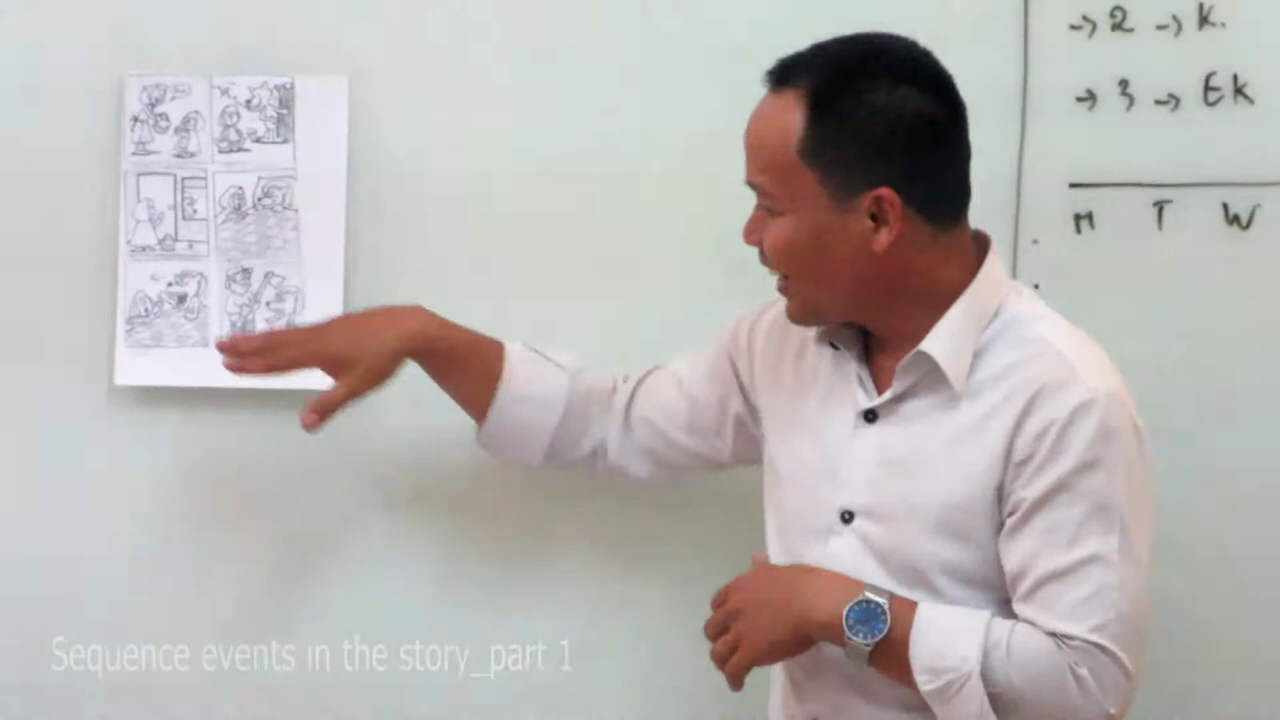 → 2 → K.
→ 3 → EK
M T W
Sequence events in the story_part 1